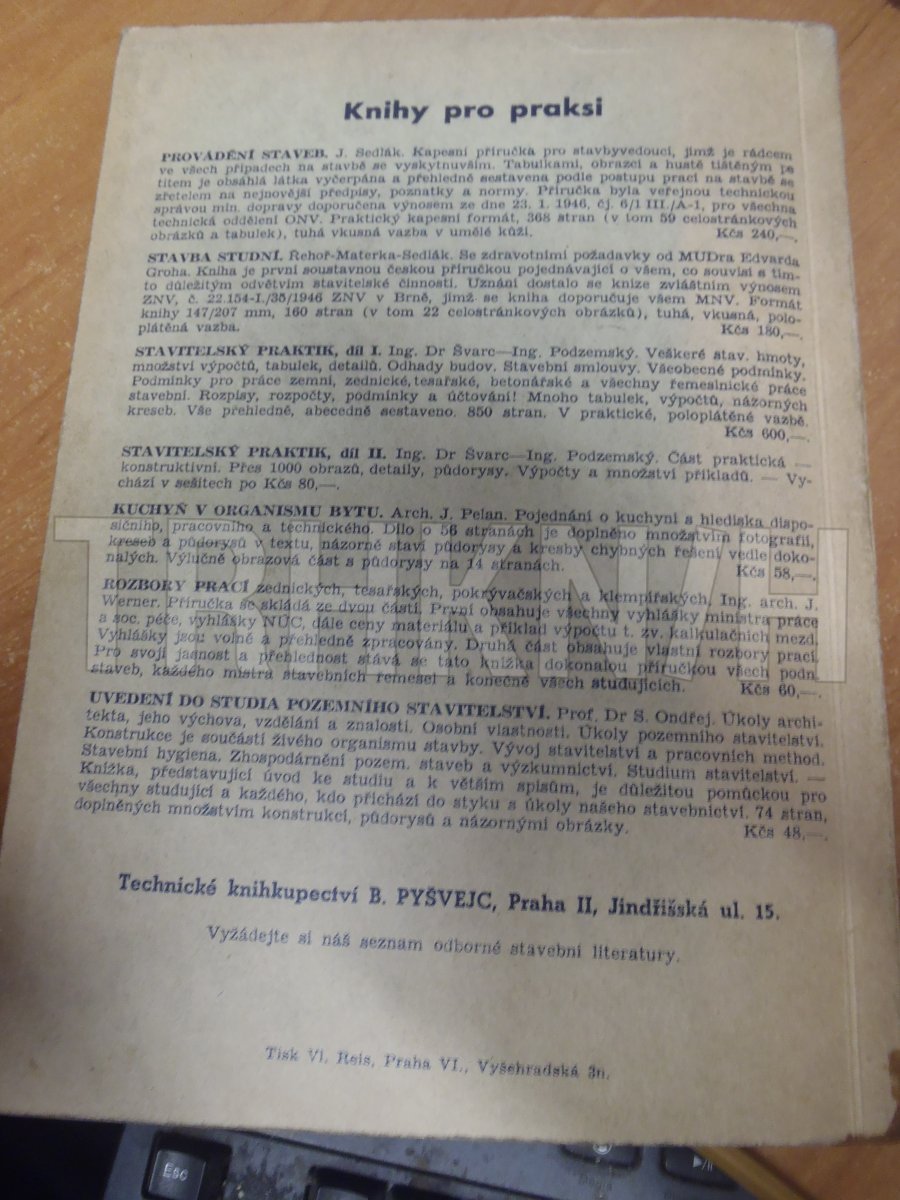 Knihy pro praksi
PROVÁDĚNÍ STAVEB. J. Sedlák. Kapesní příručka pro stavbyvedoucí, jímž je rádcem
ve všech případech na stavbě se vyskytnuvším. Tabulkami, obrazci a hustě tištěným pe
titem je obsáhlá látka vyčerpána a přehledně sestavena podle postupu prací na stavbě se
zřetelem na nejnovější předpisy, poznatky a normy. Příručka byla veřejnou technickou
správou min. dopravy doporučena výnosem ze dne 23. 1. 1946, čj. 6/1 III./A-1, pro všechna
technická oddělení ONV. Praktický kapesní formát, 368 stran (v tom 59 celostránkových
obrázků a tabulek), tuhá vkusná vazba v umělé kůži. Kčs 240,—.
STAVBA STUDNÍ. Řehoř-Materka-Sedlák. Se zdravotními požadavky od MUDra Edvarda
Groha. Kniha je první soustavnou českou příručkou pojednávající o všem, co souvisí s tím-
to důležitým odvětvím stavitelské činnosti. Uznání dostalo se knize zvláštním výnosem
ZNV, č. 22.154-I./35/1946 ZNV v Brně, jímž se kniha doporučuje všem MNV. Formát
knihy 147/207 mm, 160 stran (v tom 22 celostránkových obrázků), tuhá, vkusná, polo-
plátěná vazba. Kčs 180,—.
STAVITELSKÝ PRAKTIK, díl I. Ing. Dr Švarc—Ing. Podzemský. Veškeré stav. hmoty,
množství výpočtů, tabulek, detailů. Odhady budov. Stavební smlouvy. Všeobecné podmínky.
Podmínky pro práce zemní, zednické, tesařské, betonářské a všechny řemeslnické práce
stavební. Rozpisy, rozpočty, podmínky a účtování! Mnoho tabulek, výpočtů, názorných
kreseb. Vše přehledně, abecedně sestaveno. 850 stran. V praktické, poloplátěné vazbě.
Kčs 600,—.
STAVITELSKÝ PRAKTIK, díl II. Ing. Dr Švarc—Ing. Podzemský. Část praktická —
konstruktivní. Přes 1000 obrazů, detaily, půdorysy. Výpočty a množství příkladů. — Vy-
chází v sešitech po Kčs 80,—.
KUCHYŇ V ORGANISMU BYTU. Arch. J. Pelan. Pojednání o kuchyni s hlediska dispo-
sičního, pracovního a technického. Dílo o 56 stranách je doplněno množstvím fotografií,
kreseb a půdorysů v textu, názorně staví půdorysy a kresby chybných řešení vedle doko-
nalých. Výlučně obrazová část s půdorysy na 14 stranách. Kčs 58,—.
ROZBORY PRACÍ zednických, tesařských, pokrývačských a klempířských, Ing. arch. J.
Werner. Příručka se skládá ze dvou částí. První obsahuje všechny vyhlášky ministra práce
a soc. péče, vyhlášky NÚC, dále ceny materiálu a příklad výpočtu t. zv. kalkulačních mezd.
Vyhlášky jsou volně a přehledně zpracovány. Druhá část obsahuje vlastní rozbory prací.
Pro svoji jasnost a přehlednost stává se tato knížka dokonalou příručkou všech podn.
staveb, každého mistra stavebních řemesel a konečně všech studujících. Kčs 60,—.
UVEDENÍ DO STUDIA POZEMNÍHO STAVITELSTVÍ. Prof. Dr S. Ondřej. Úkoly archi-
tekta, jeho výchova, vzdělání a znalosti. Osobní vlastnosti. Úkoly pozemního stavitelství.
Konstrukce je součástí živého organismu stavby. Vývoj stavitelství a pracovních method.
Stavební hygiena. Zhospodárnění pozem. staveb a výzkumnictví. Studium stavitelství. —
Knížka, představující úvod ke studiu a k větším spisům, je důležitou pomůckou pro
všechny studující a každého, kdo přichází do styku s úkoly našeho stavebnictví. 74 stran,
doplněných množstvím konstrukcí, půdorysů a názornými obrázky. Kčs 48,—.
Technické knihkupectví B. PYŠVEJC, Praha II, Jindřišská ul. 15.
Vyžádejte si náš seznam odborné stavební literatury.
Tisk Vl. Reis, Praha VI., Vyšehradská 3n.
ESC